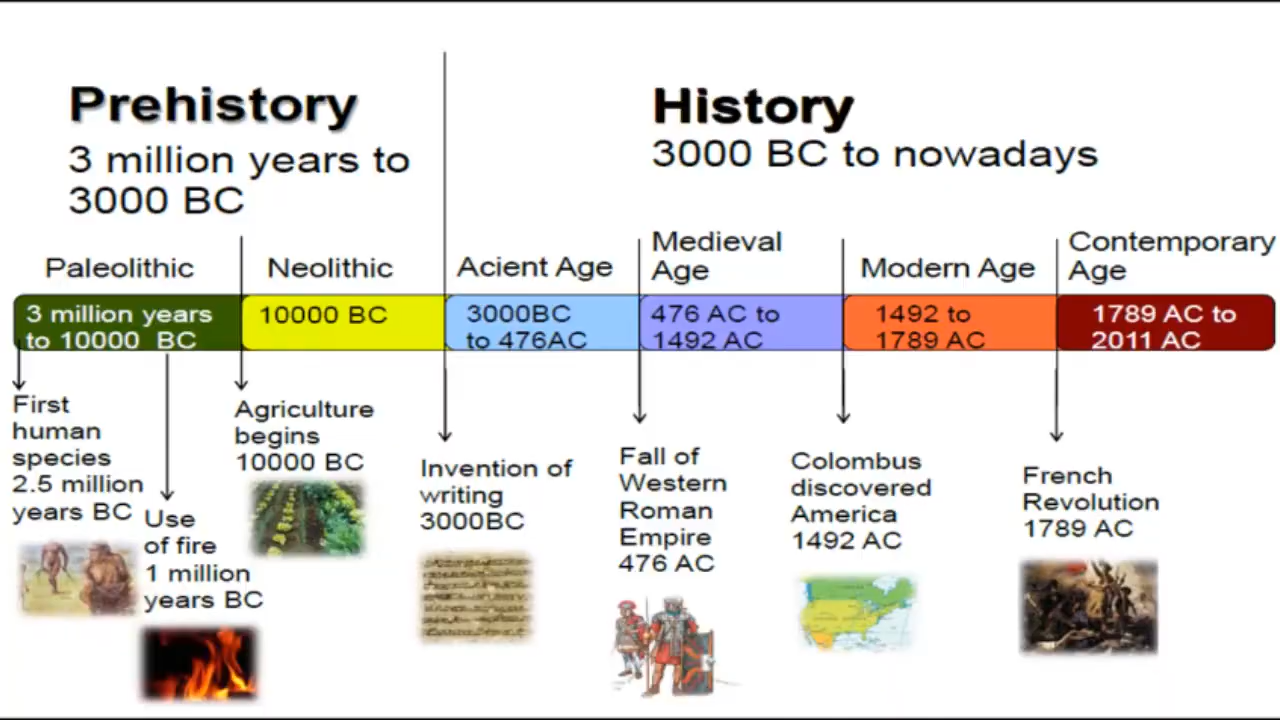 Prehistory
3 million years to
3000 BC
History
3000 BC to nowadays
Paleolithic
Neolithic
Acient Age
Medieval
Age
Modern Age
Contemporary
Age
3 million years
to 10000 BC
10000 BC
3000BC
to 476AC
476 AC to
1492 AC
1492 to
1789 AC
1789 AC to
2011 AC
First
human
species
2.5 million
years BC
Use
of fire
1 million
years BC
Agriculture
begins
10000 BC
Invention of
writing
3000BC
Fall of
Western
Roman
Empire
476 AC
Colombus
discovered
America
1492 AC
French
Revolution
1789 AC